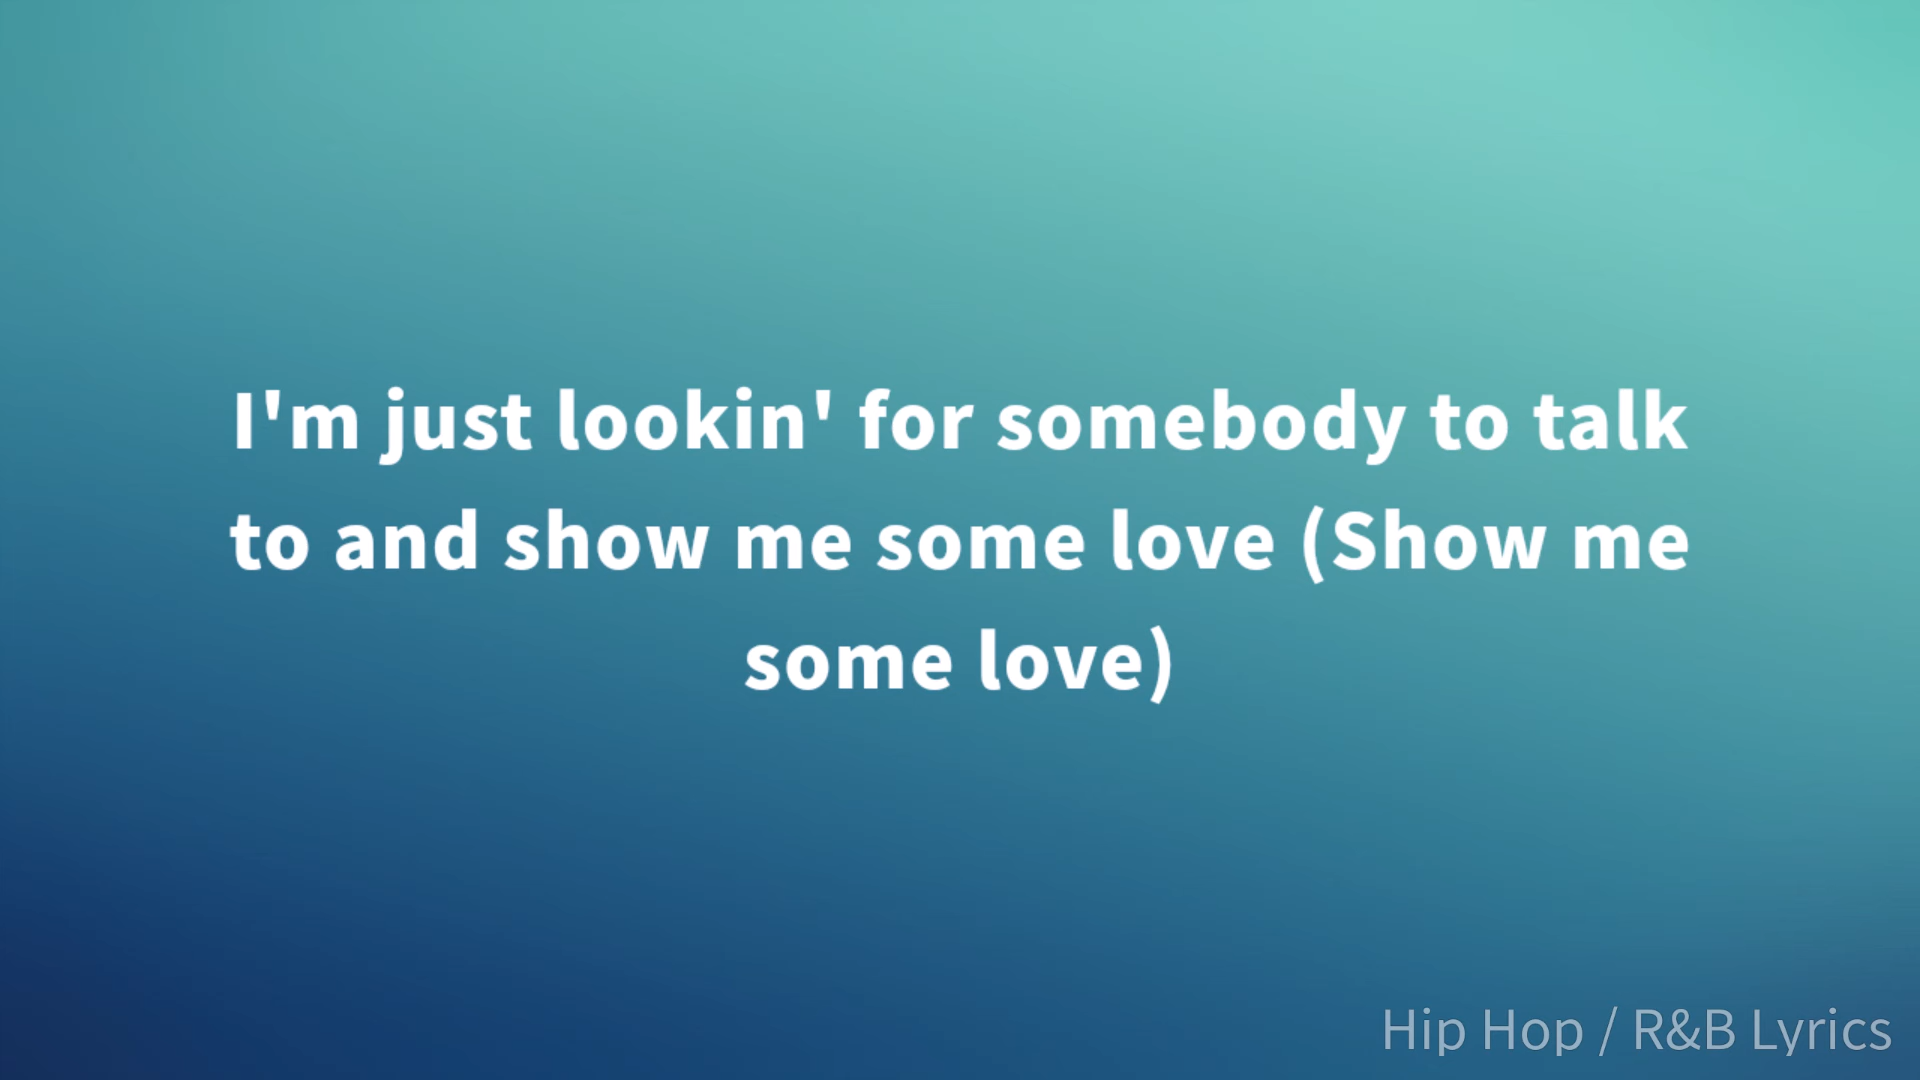 I'm just lookin' for somebody to talk
to and show me some love (Show me
some love)
Hip Hop / R&B Lyrics